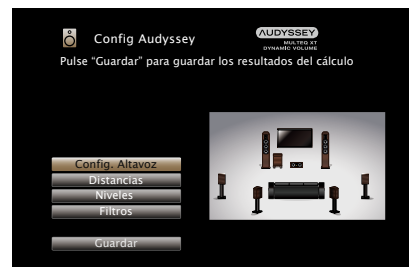 Config Audyssey
AUDYSSEY
MULTEQ XT
DYNAMIC VOLUME
Pulse “Guardar” para guardar los resultados del cálculo
Config. Altavoz
Distancias
Niveles
Filtros
Guardar